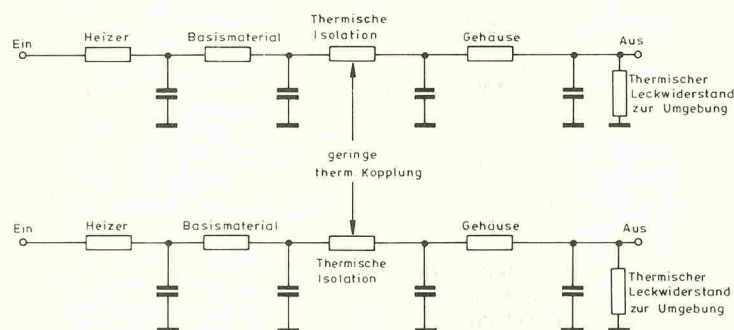 Thermische
Isolation
Ein
Heizer
Basismaterial
Gehäuse
Aus
Thermischer
Leckwiderstand
zur Umgebung
geringe
therm. Kopplung
Ein
Heizer
Basismaterial
Gehäuse
Aus
Thermische
Isolation
Thermischer
Leckwiderstand
zur Umgebung